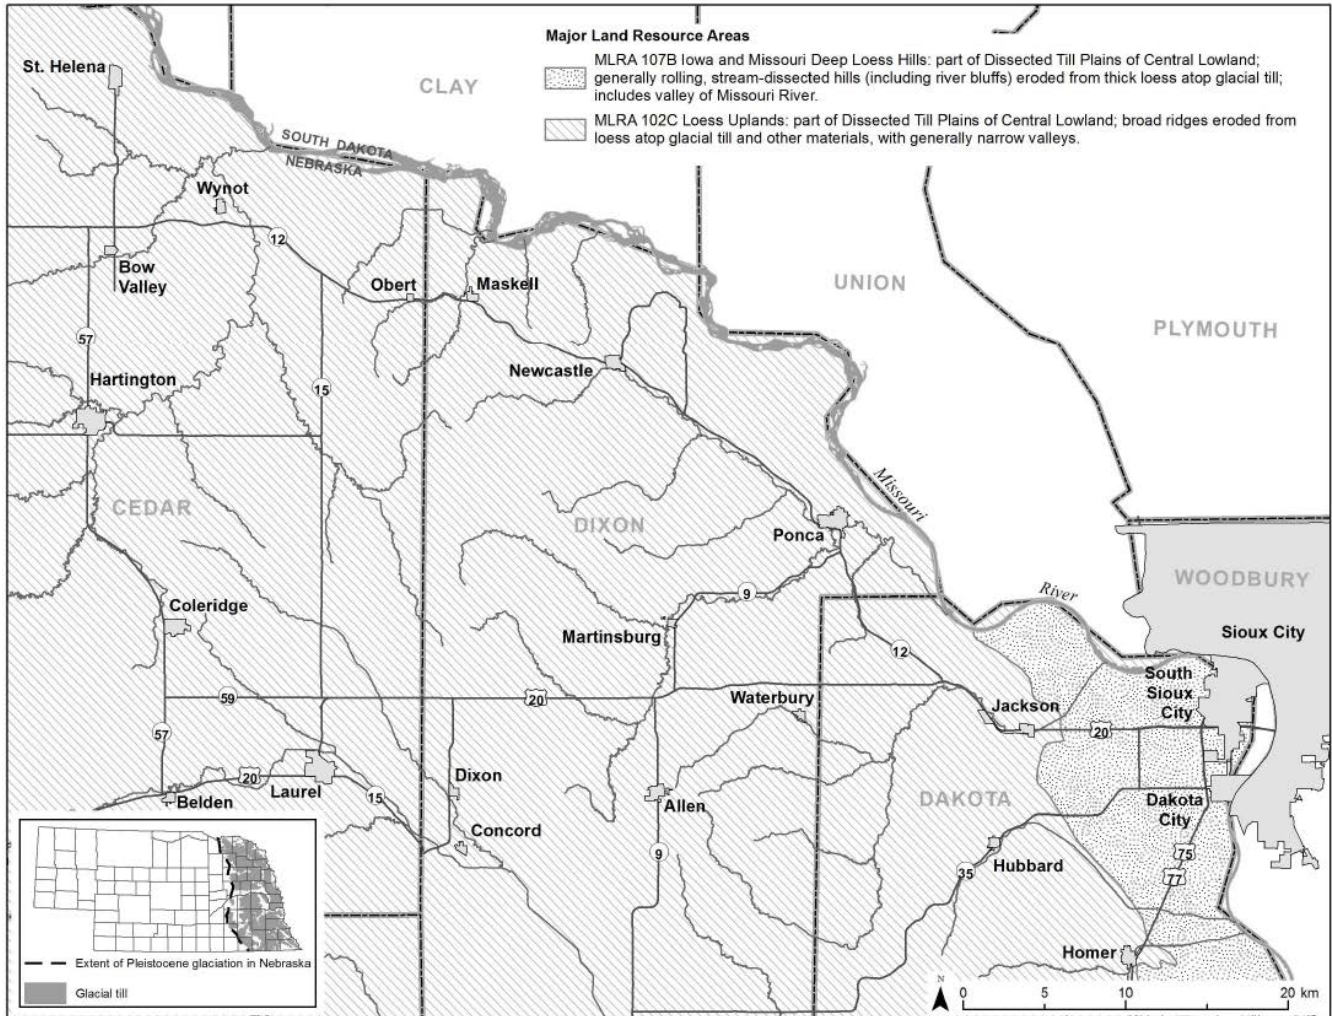 Major Land Resource Areas
MLRA 107B Iowa and Missouri Deep Loess Hills: part of Dissected Till Plains of Central Lowland;
generally rolling, stream-dissected hills (including river bluffs) eroded from thick loess atop glacial till;
includes valley of Missouri River.
MLRA 102C Loess Uplands: part of Dissected Till Plains of Central Lowland; broad ridges eroded from
loess atop glacial till and other materials, with generally narrow valleys.
St. Helena
CLAY
SOUTH DAKOTA
NEBRASKA
Wynot
12
Bow
Valley
Obert
Maskell
UNION
PLYMOUTH
57
Newcastle
Hartington
15
Missouri
CEDAR
DIXON
Ponca
WOODBURY
River
9
Coleridge
Sioux City
Martinsburg
12
South
Sioux
City
59
20
Waterbury
Jackson
57
20
20
Laurel
15
Dixon
Belden
Allen
DAKOTA
Dakota
City
Concord
9
75
Hubbard
35
77
Homer
Extent of Pleistocene glaciation in Nebraska
Glacial till
N
0 5 10 20 km